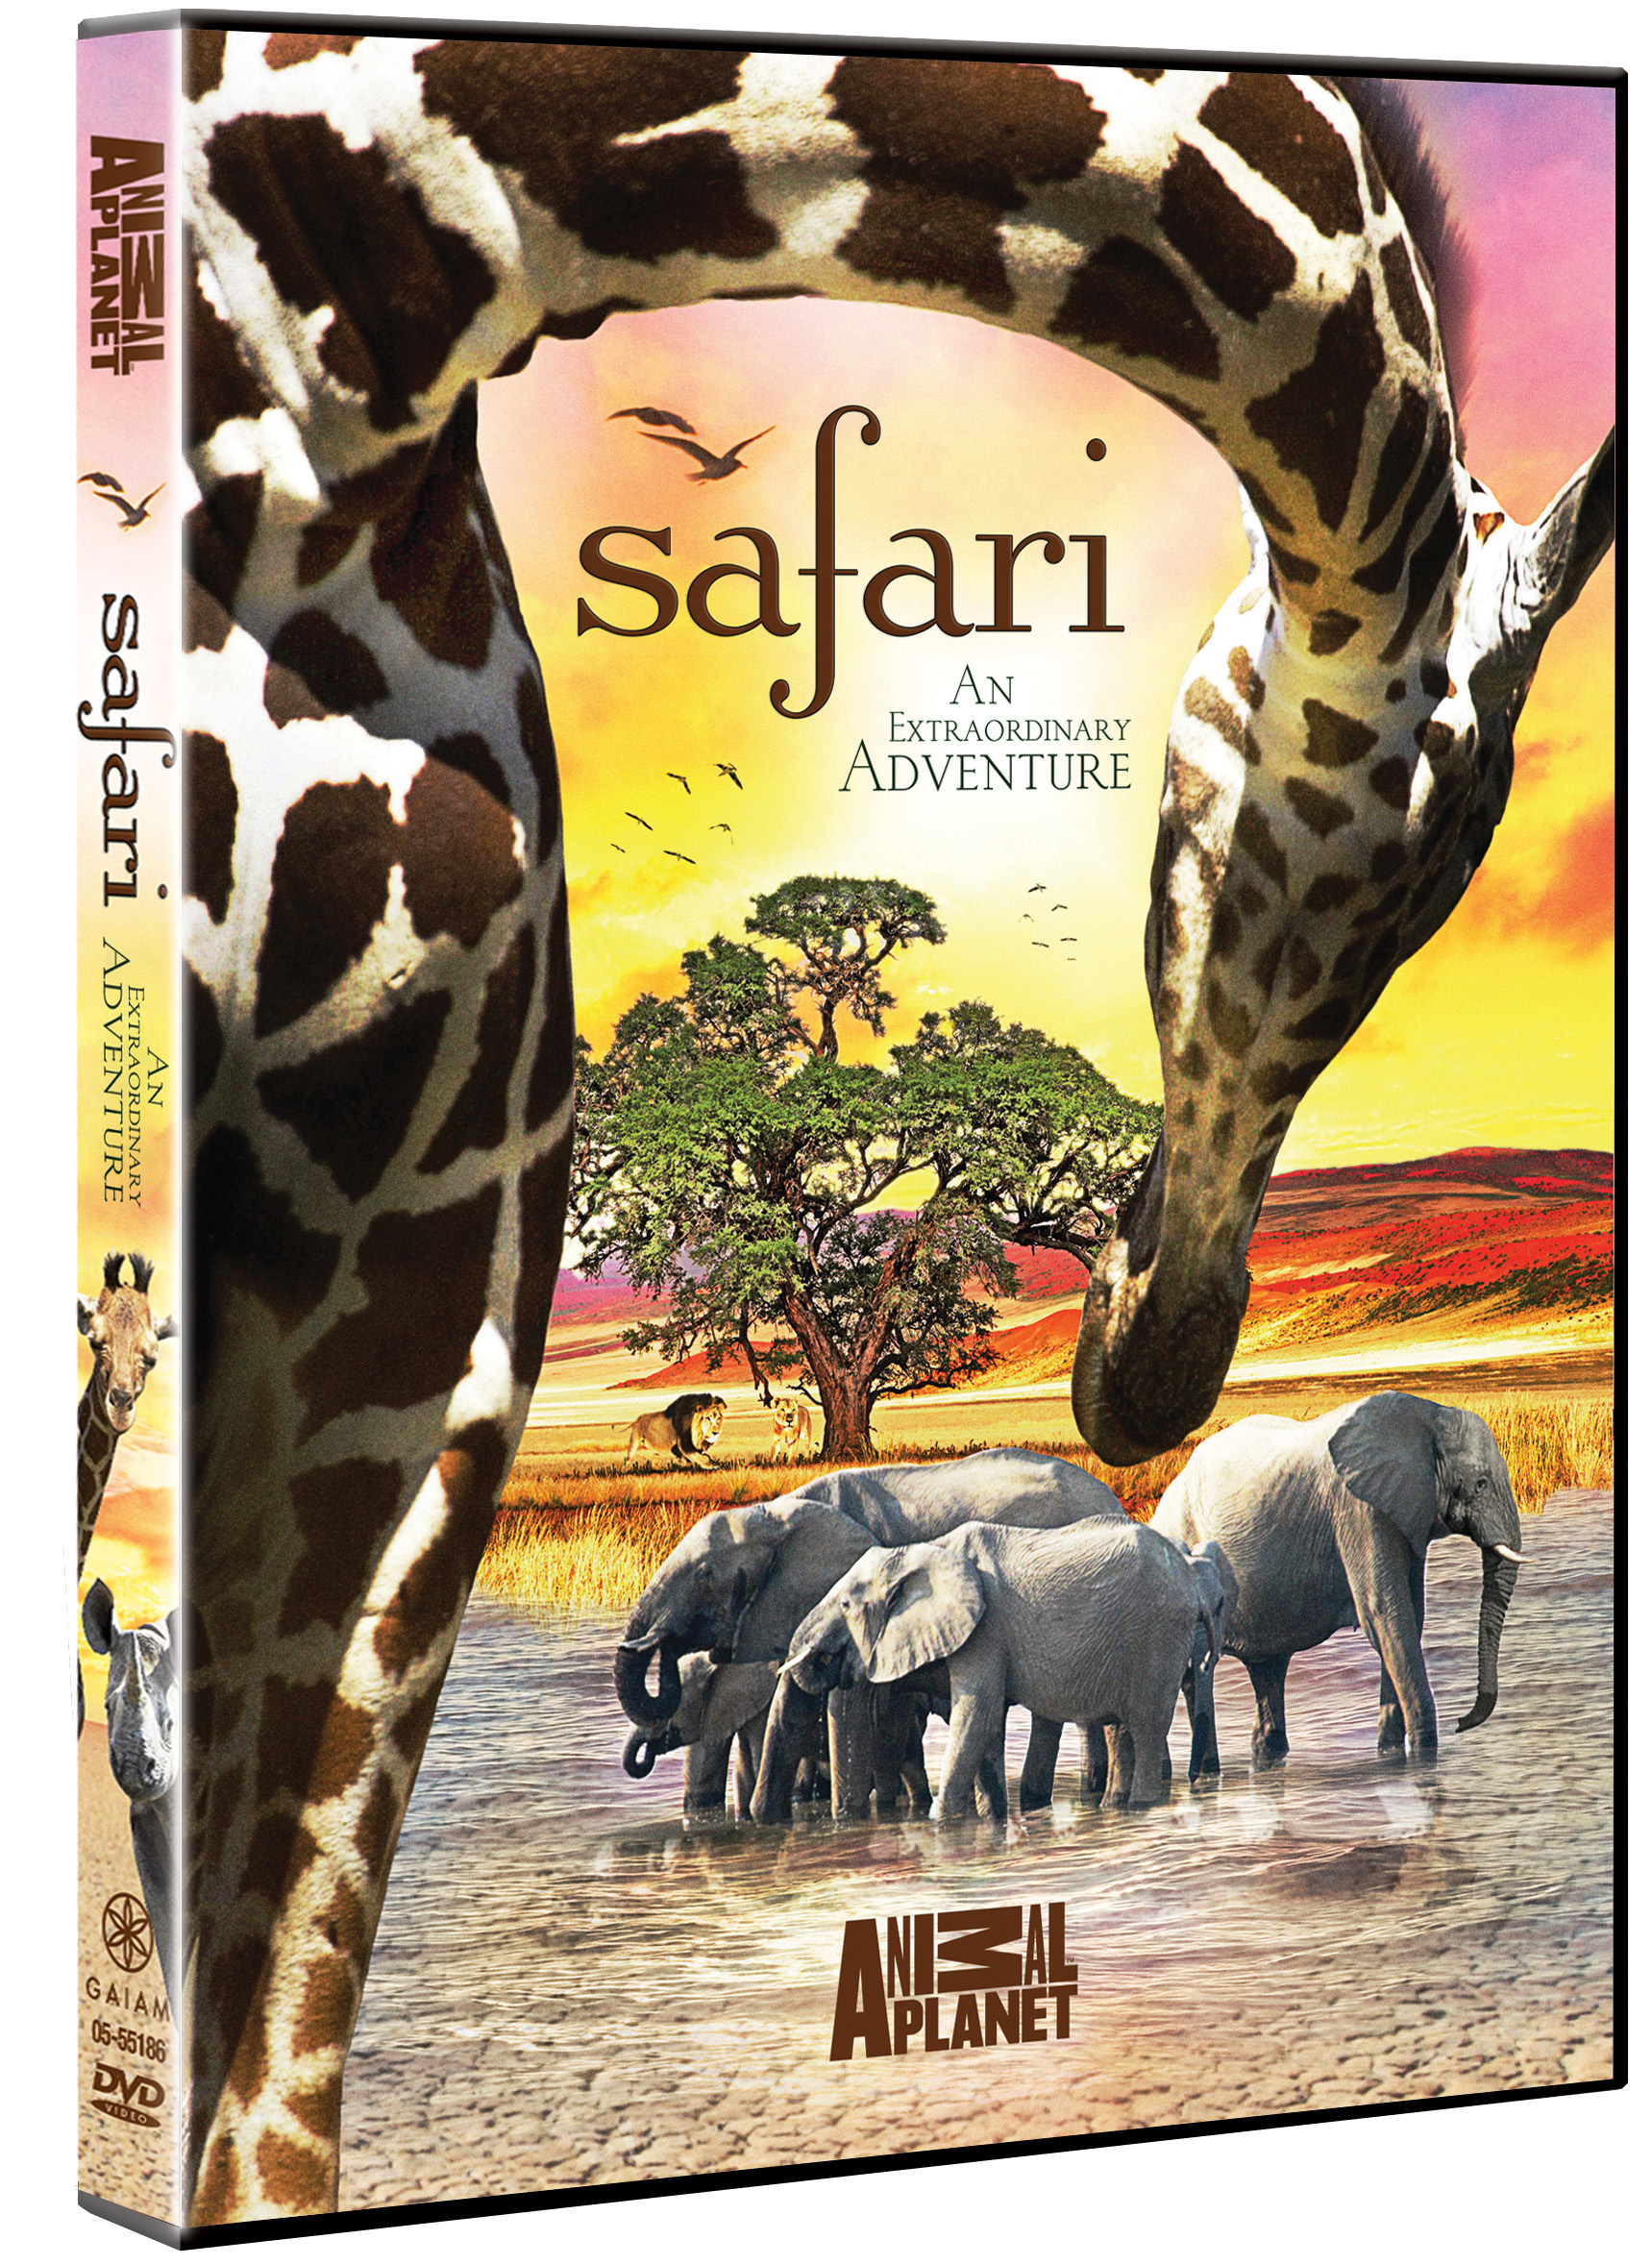 ANIMAL
PLANET
safari
AN
EXTRAORDINARY
ADVENTURE
GAIAM
05-55186
DVD
VIDEO
safari
AN
EXTRAORDINARY
ADVENTURE
ANIMAL
PLANET